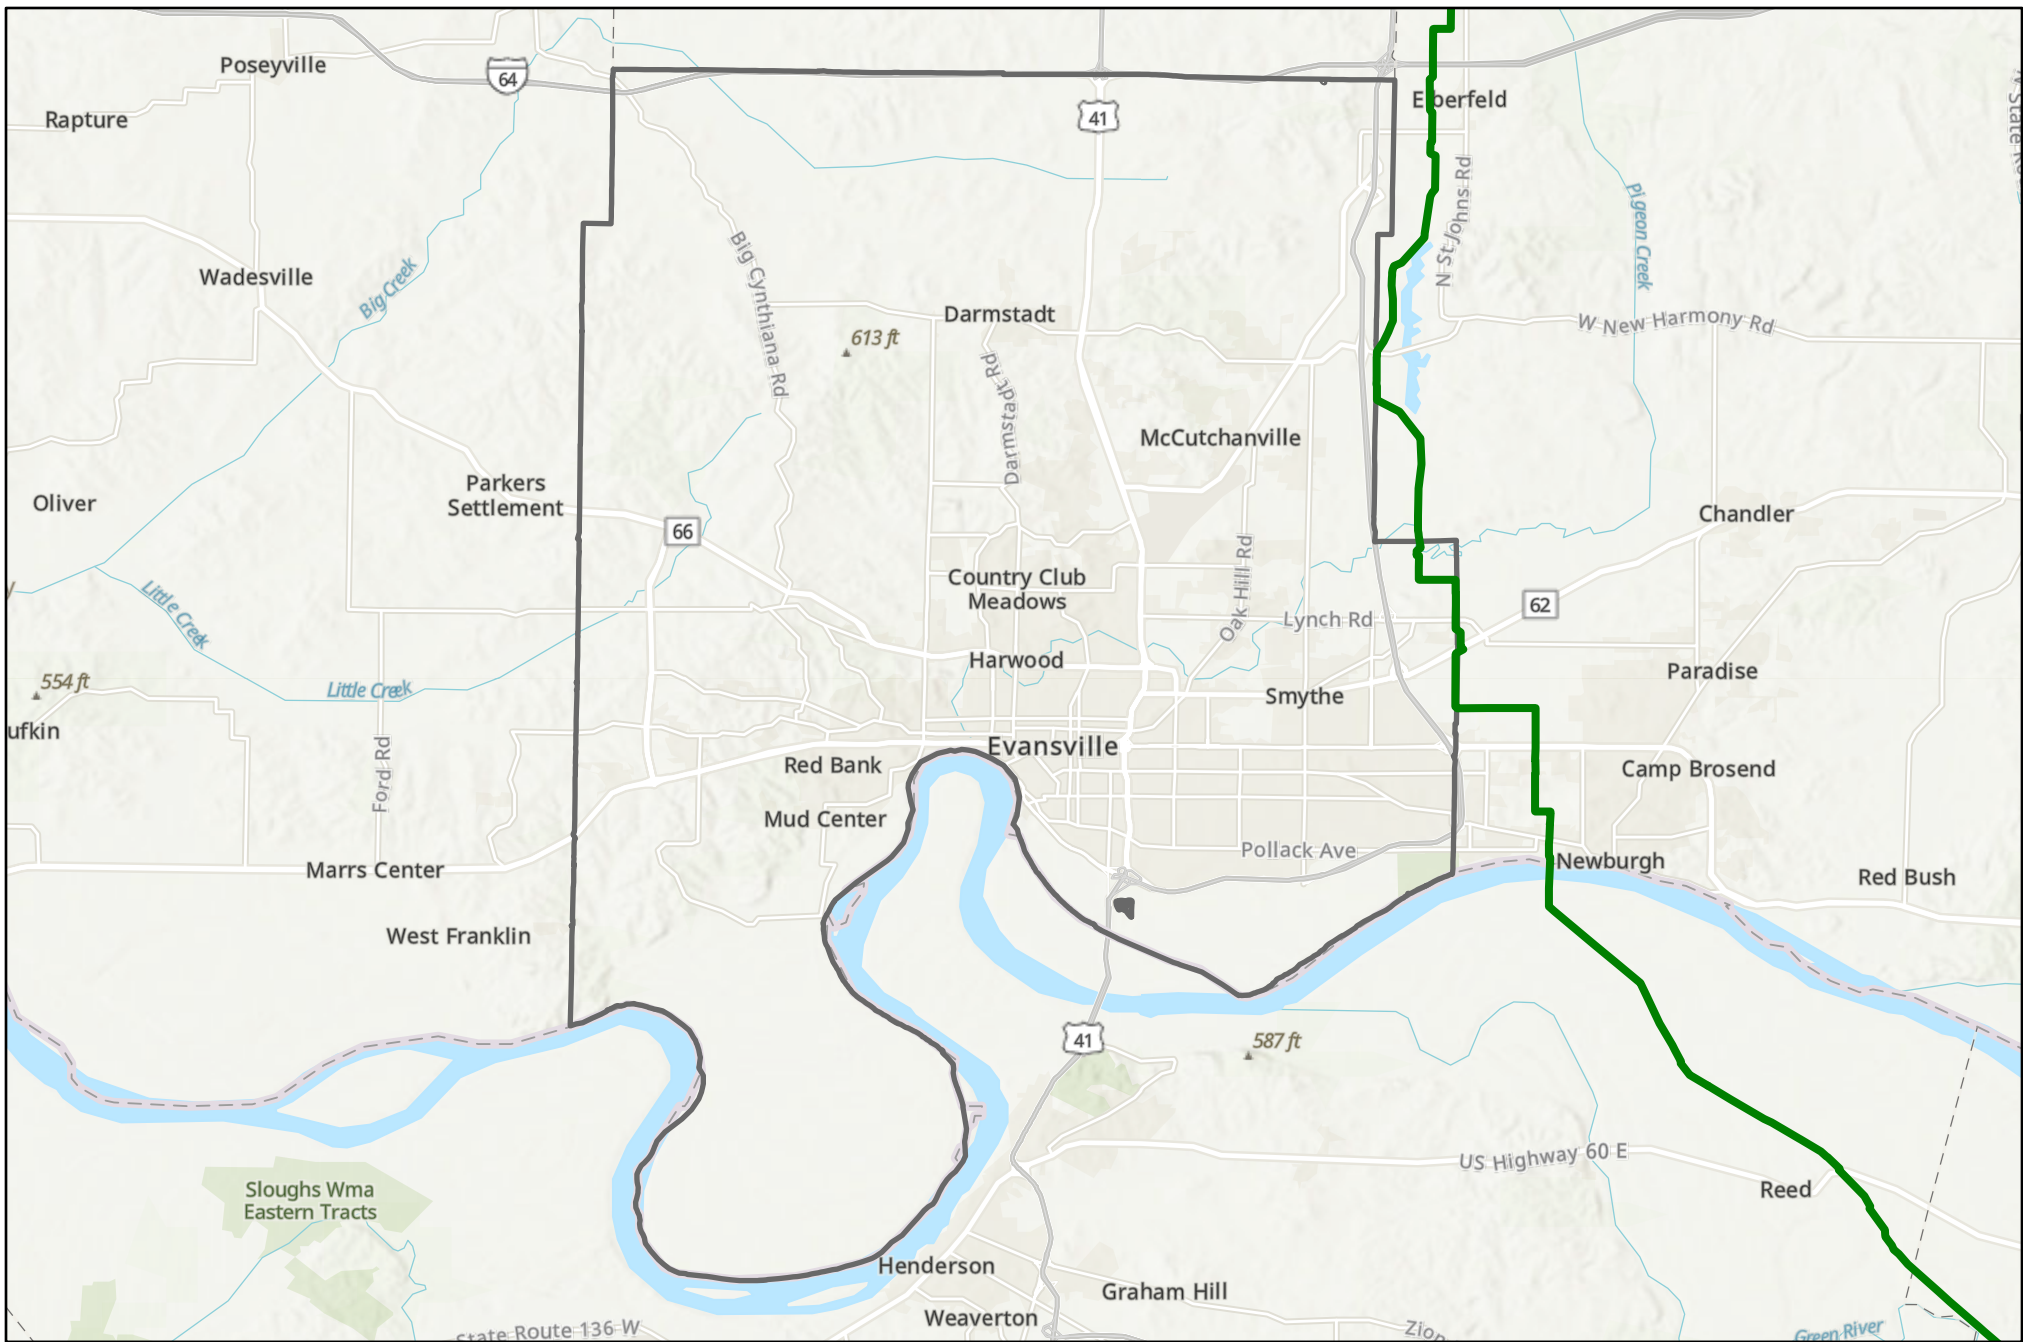 Poseyville
64
41
Elberfeld
Rapture
Pigeon Creek
N St Johns Rd
Big Cynthiana Rd
Big Creek
Wadesville
Darmstadt
613 ft
W New Harmony Rd
Darmstadt Rd
McCutchanville
Parkers
Settlement
Oliver
66
Chandler
Oak Hill Rd
Country Club
Meadows
62
Little Creek
Lynch Rd
Harwood
Paradise
554 ft
Little Creek
Smythe
ufkin
Ford Rd
Evansville
Red Bank
Camp Brosend
Mud Center
Pollack Ave
Newburgh
Marrs Center
Red Bush
West Franklin
41
587 ft
US Highway 60 E
Sloughs Wma
Eastern Tracts
Reed
Henderson
Graham Hill
Weaverton
State Route 136 W
Zion
Green River